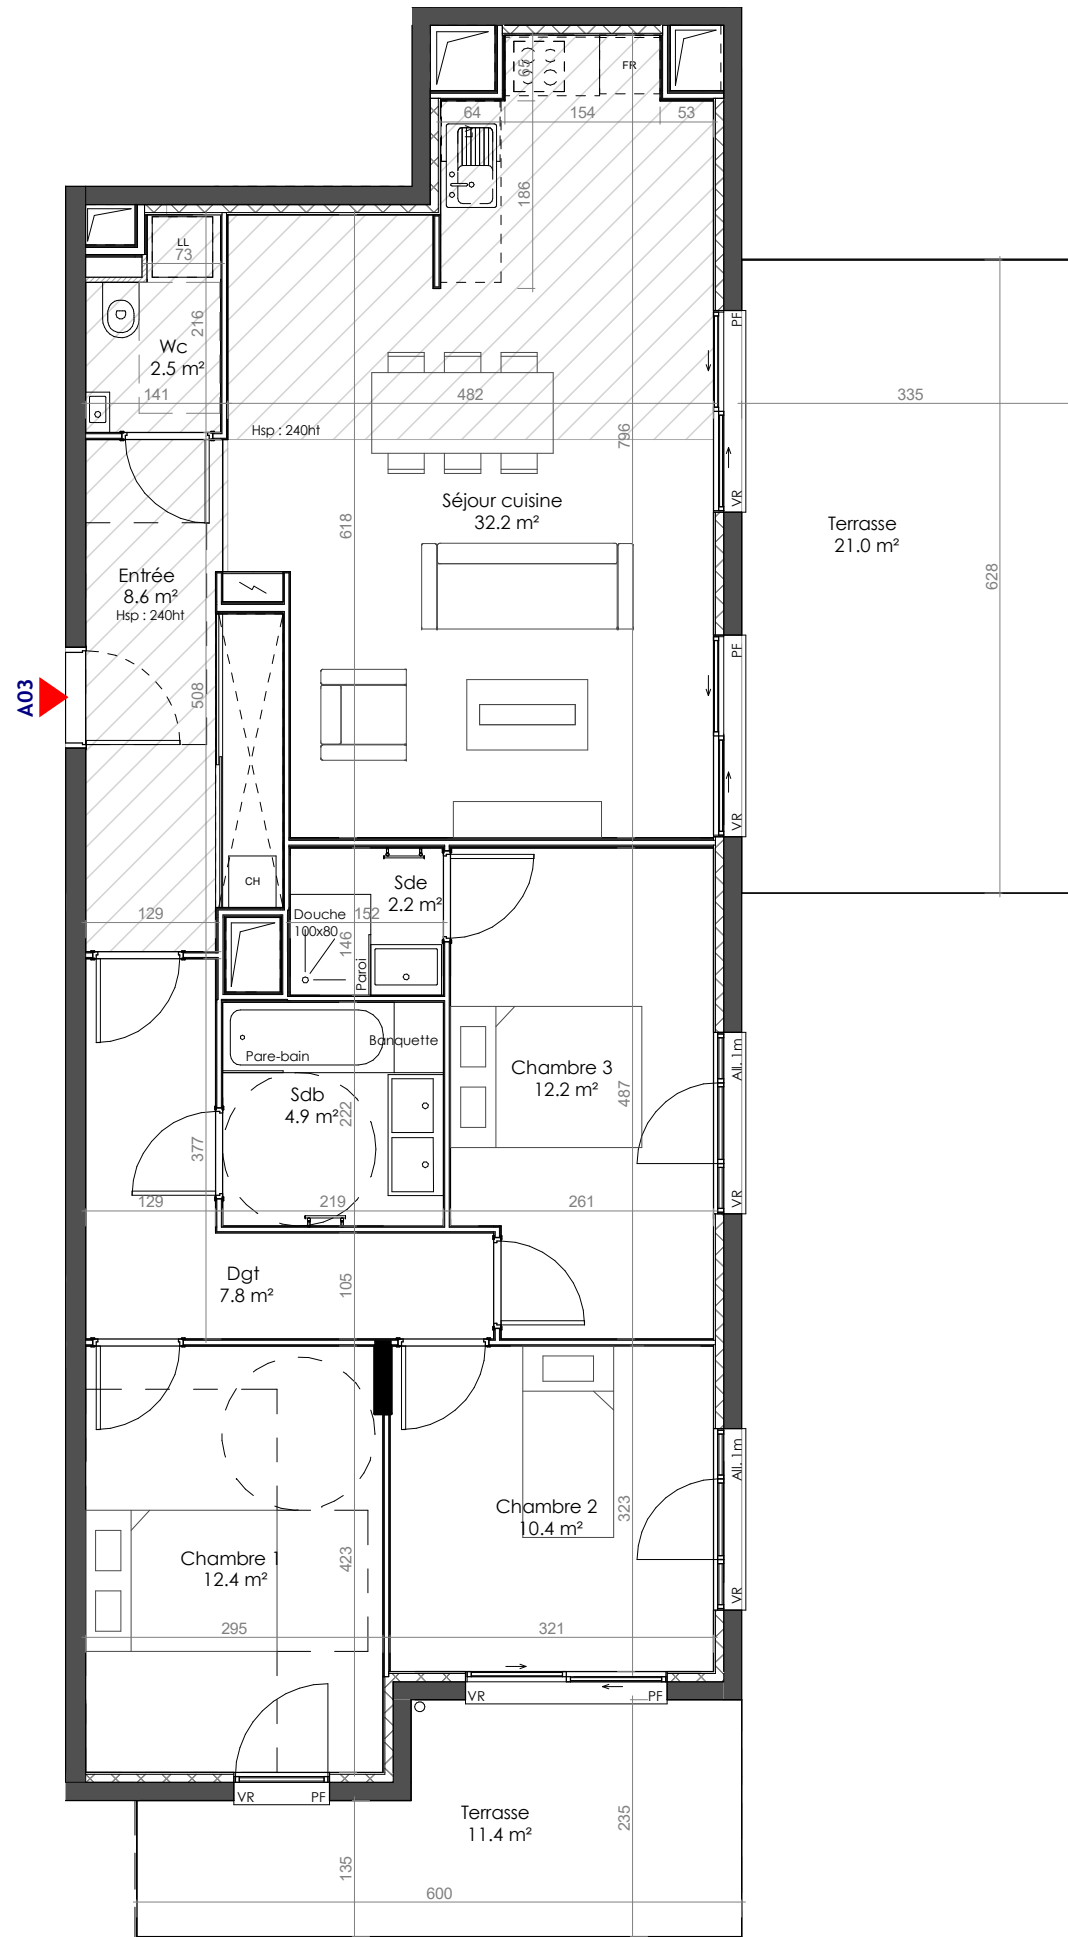 FR
65
64
154
53
186
LL
73
216
Wc
2.5 m²
141
482
335
Hsp : 240ht
796
PF
VR
Séjour cuisine
32.2 m²
618
Terrasse
21.0 m²
628
Entrée
8.6 m²
Hsp : 240ht
508
A03
PF
VR
CH
Sde
2.2 m²
129
Douche
100x80
152
146
Paroi
Banquette
Pare-bain
Sdb
4.9 m²
222
377
Chambre 3
12.2 m²
487
All. 1m
VR
129
219
261
Dgt
7.8 m²
105
All. 1m
VR
Chambre 2
10.4 m²
323
Chambre 1
12.4 m²
423
295
321
VR
PF
VR
PF
Terrasse
11.4 m²
235
135
600